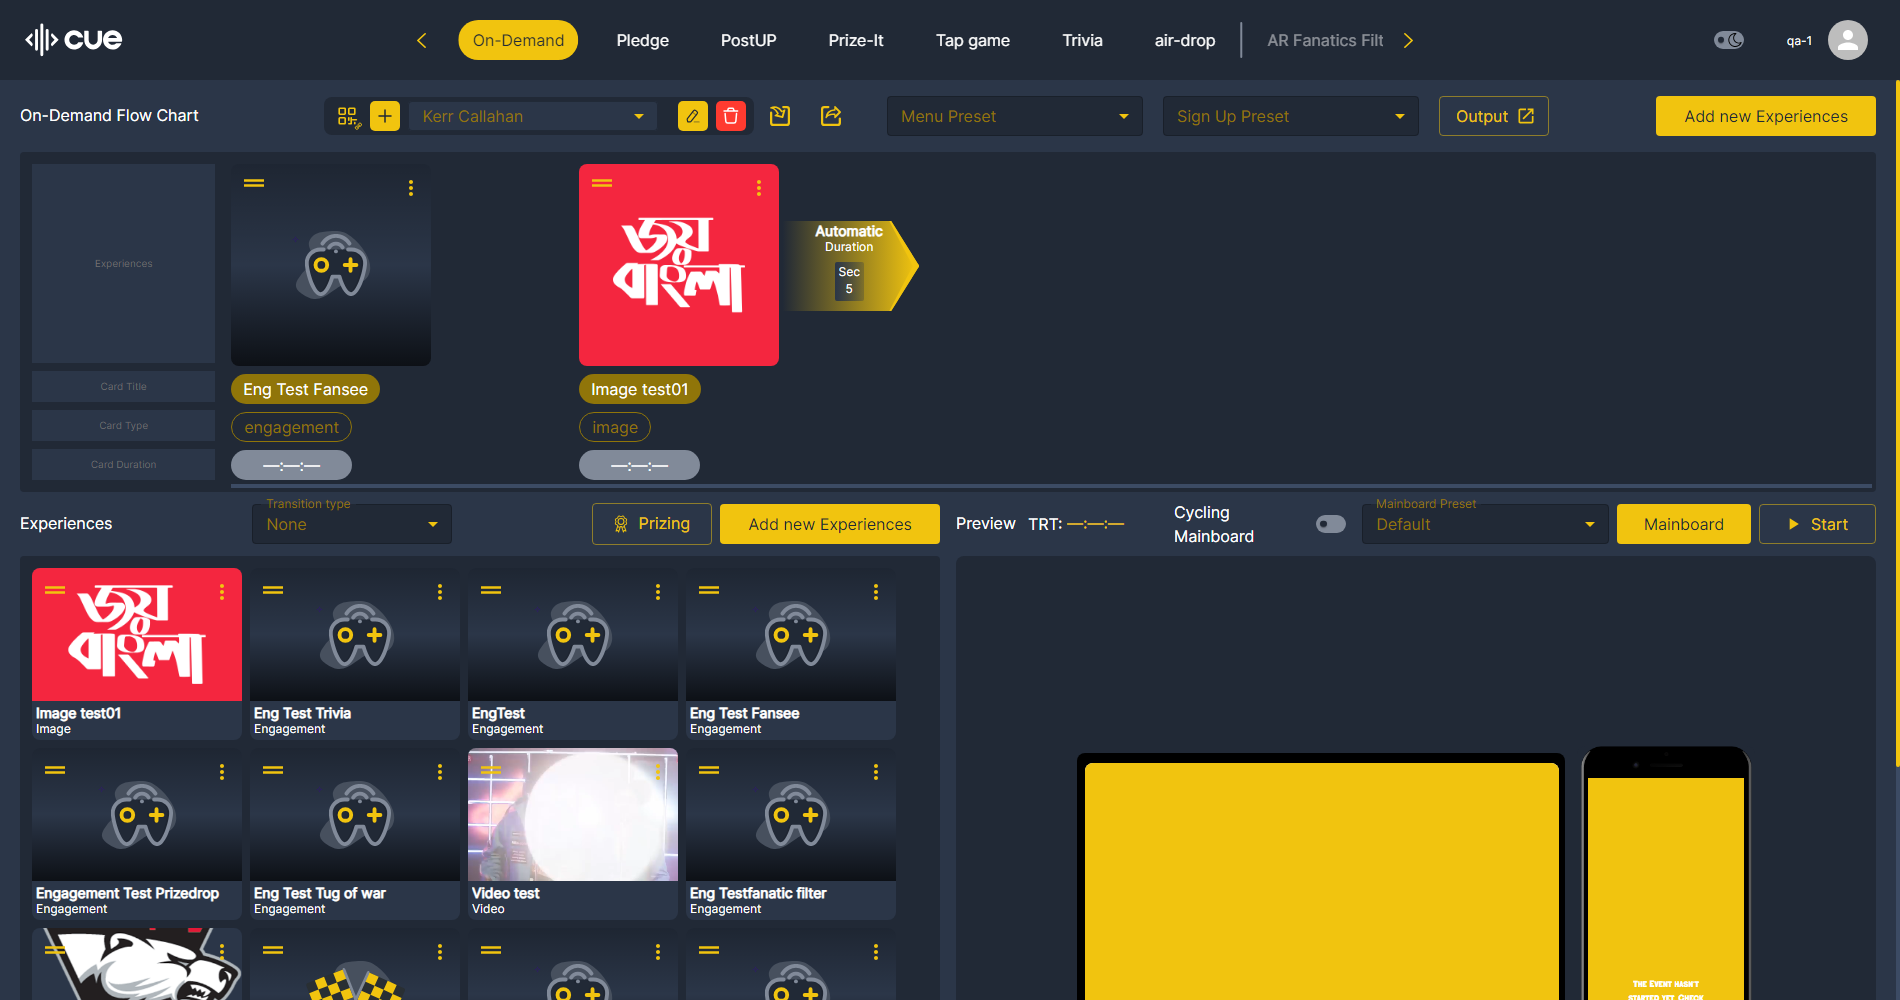 cue
On-Demand
Pledge
PostUP
Prize-It
Tap game
Trivia
air-drop
AR Fanatics Filt
qa-1
On-Demand Flow Chart
Kerr Callahan
Menu Preset
Sign Up Preset
Output
Add new Experiences
Experiences
জয়
বাংলা
Automatic
Duration
Sec
5
Card Title
Eng Test Fansee
Image test01
Card Type
engagement
image
Card Duration
—:—:—
—:—:—
Experiences
Transition type
None
Prizing
Add new Experiences
Preview
TRT: —:—:—
Cycling
Mainboard
Mainboard Preset
Default
Mainboard
Start
জয়
বাংলা
Image test01
Image
Eng Test Trivia
Engagement
EngTest
Engagement
Eng Test Fansee
Engagement
Engagement Test Prizedrop
Engagement
Eng Test Tug of war
Engagement
Video test
Video
Eng Testfanatic filter
Engagement
The Event hasn't
started yet. Check